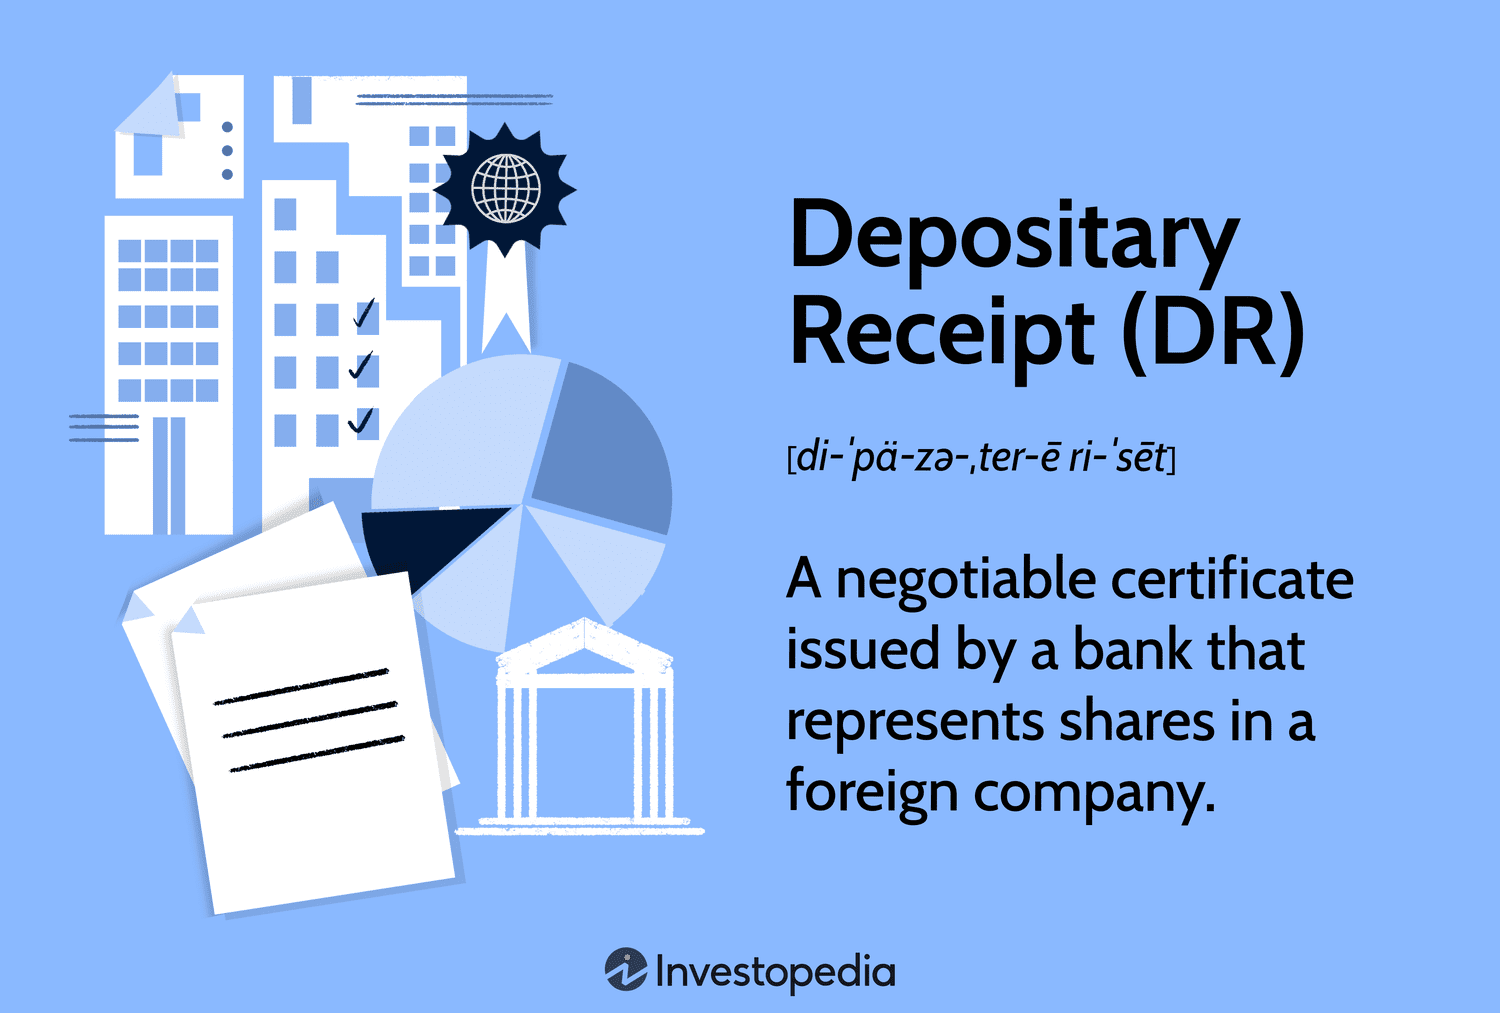 Depositary
Receipt (DR)
[di-ˈpä-zə-ˌter-ē ri-ˈsēt]
A negotiable certificate
issued by a bank that
represents shares in a
foreign company.
Investopedia